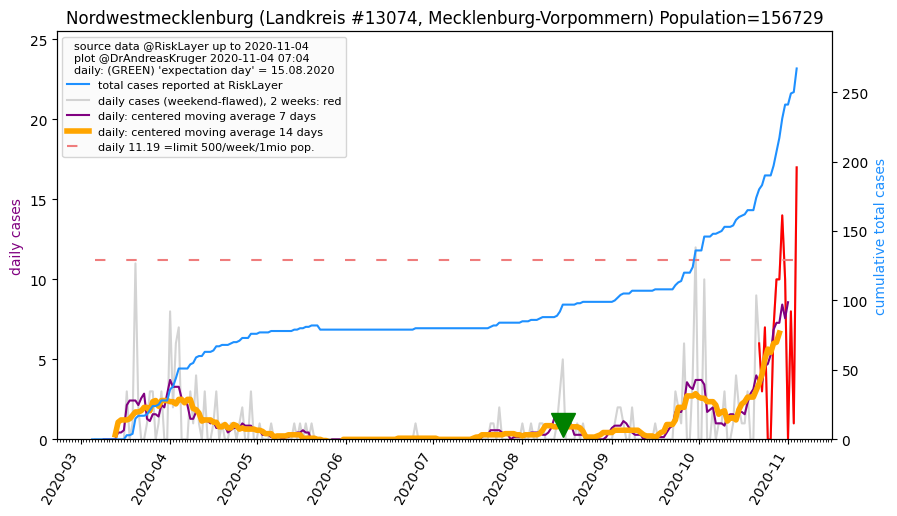 Nordwestmecklenburg (Landkreis #13074, Mecklenburg-Vorpommern) Population=156729
source data @RiskLayer up to 2020-11-04
plot @DrAndreasKruger 2020-11-04 07:04
daily: (GREEN) 'expectation day' = 15.08.2020
total cases reported at RiskLayer
daily cases (weekend-flawed), 2 weeks: red
daily: centered moving average 7 days
daily: centered moving average 14 days
daily 11.19 =limit 500/week/1mio pop.
daily cases
25
20
15
10
5
0
cumulative total cases
250
200
150
100
50
0
2020-03
2020-04
2020-05
2020-06
2020-07
2020-08
2020-09
2020-10
2020-11